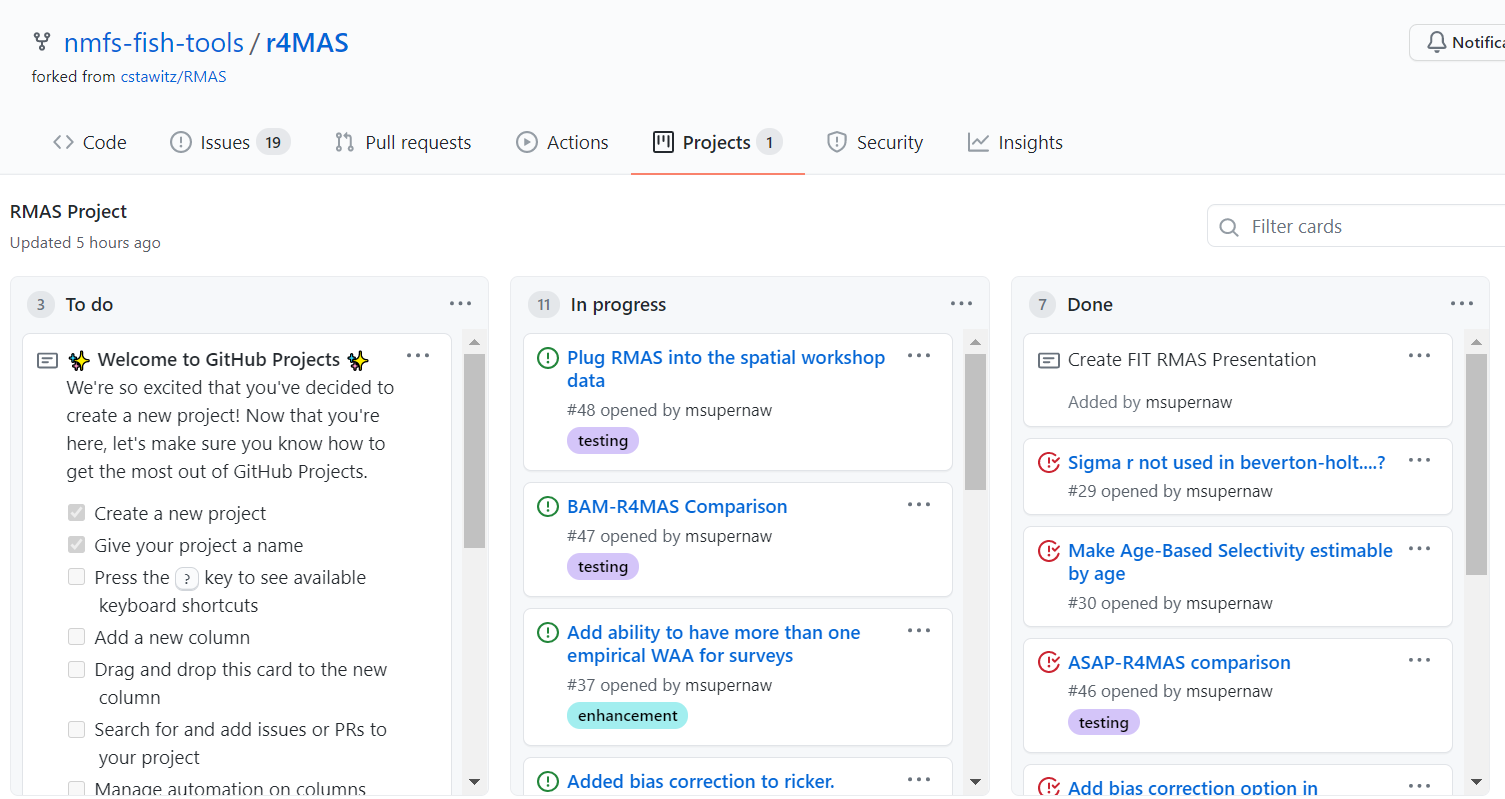 nmfs-fish-tools / r4MAS
forked from cstawitz/RMAS
Notifica
Code Issues 19 Pull requests Actions Projects 1 Security Insights
RMAS Project
Updated 5 hours ago
Filter cards
3 To do
Welcome to GitHub Projects
We're so excited that you've decided to
create a new project! Now that you're
here, let's make sure you know how to
get the most out of GitHub Projects.
Create a new project
Give your project a name
Press the ? key to see available
keyboard shortcuts
Add a new column
Drag and drop this card to the new
column
Search for and add issues or PRs to
your project
Manage automation on columns
11 In progress
Plug RMAS into the spatial workshop
data
#48 opened by msupernaw
testing
BAM-R4MAS Comparison
#47 opened by msupernaw
testing
Add ability to have more than one
empirical WAA for surveys
#37 opened by msupernaw
enhancement
Added bias correction to ricker.
7 Done
Create FIT RMAS Presentation
Added by msupernaw
Sigma r not used in beverton-holt....?
#29 opened by msupernaw
Make Age-Based Selectivity estimable
by age
#30 opened by msupernaw
ASAP-R4MAS comparison
#46 opened by msupernaw
testing
Add bias correction option in